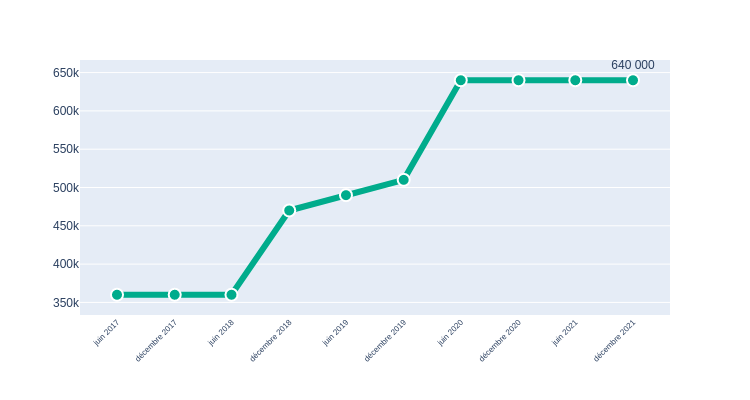 640 000
650k
600k
550k
500k
450k
400k
350k
juin 2017
décembre 2017
juin 2018
décembre 2018
juin 2019
décembre 2019
juin 2020
décembre 2020
juin 2021
décembre 2021